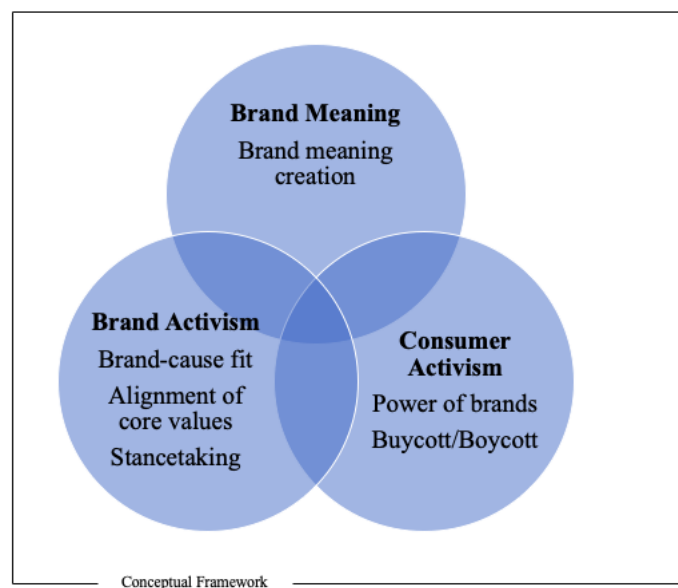 Brand Meaning
Brand meaning
creation
Brand Activism
Brand-cause fit
Alignment of
core values
Stancetaking
Consumer
Activism
Power of brands
Buycott/Boycott
Conceptual Framework